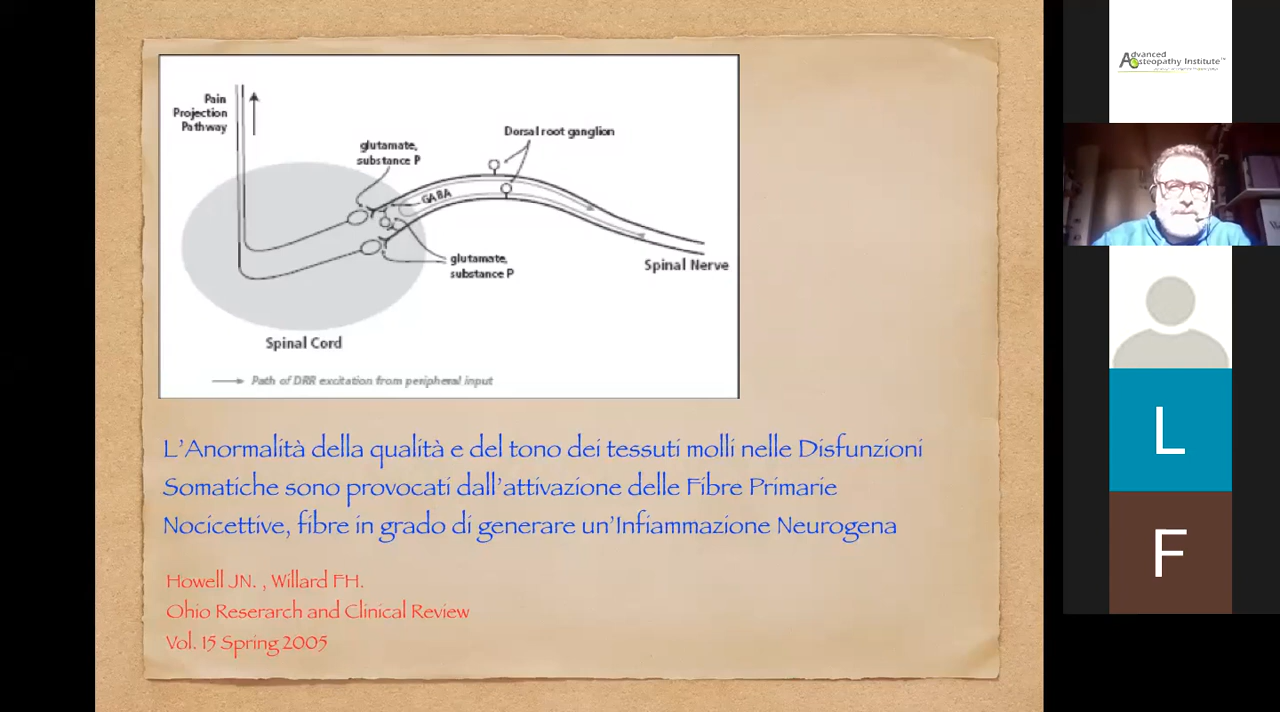 Pain
Projection
Pathway
glutamate,
substance P
Dorsal root ganglion
GABA
glutamate,
substance P
Spinal Nerve
Spinal Cord
Path of DRR excitation from peripheral input
L'Anormalità della qualità e del tono dei tessuti molli nelle Disfunzioni
Somatiche sono provocati dall'attivazione delle Fibre Primarie
Nocicettive, fibre in grado di generare un'Infiammazione Neurogena
Howell JN. , Willard FH.
Ohio Reserarch and Clinical Review
Vol. 15 Spring 2005
Advanced
Osteopathy Institute™
L
F